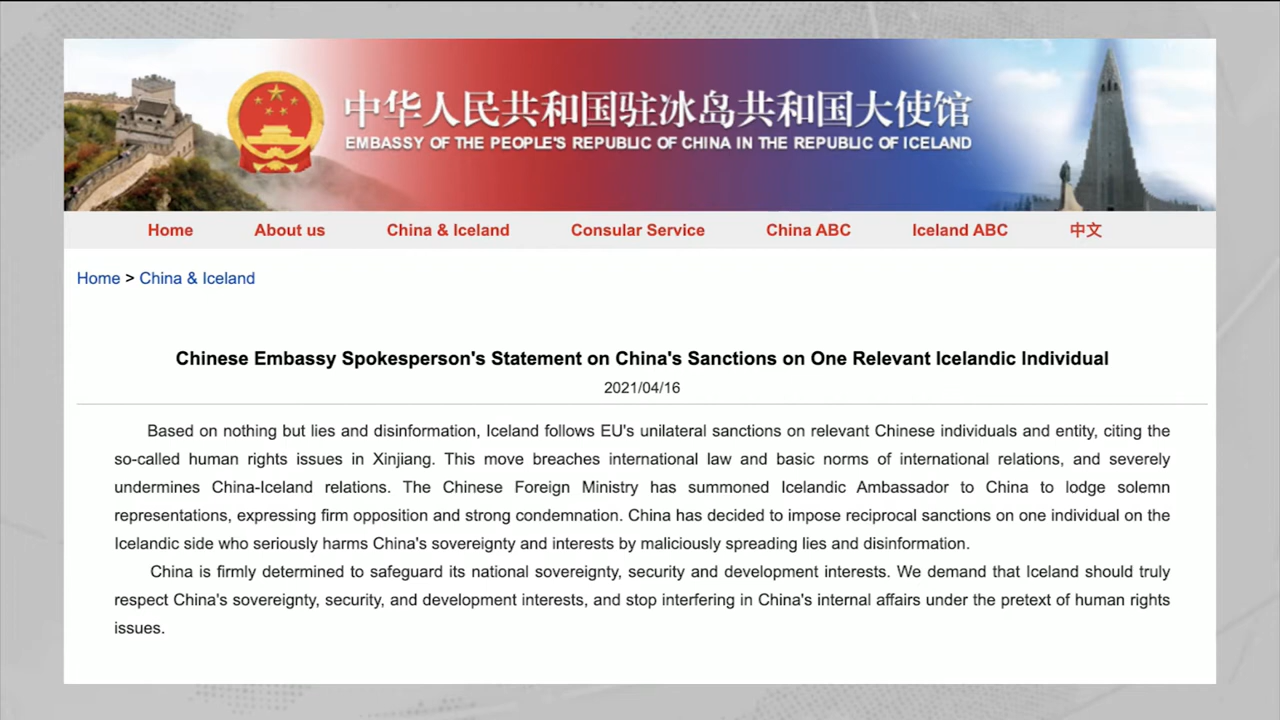 中华人民共和国驻冰岛共和国大使馆
EMBASSY OF THE PEOPLE'S REPUBLIC OF CHINA IN THE REPUBLIC OF ICELAND
Home About us China & Iceland Consular Service China ABC Iceland ABC 中文
Home > China & Iceland
Chinese Embassy Spokesperson's Statement on China's Sanctions on One Relevant Icelandic Individual
2021/04/16
Based on nothing but lies and disinformation, Iceland follows EU's unilateral sanctions on relevant Chinese individuals and entity, citing the
so-called human rights issues in Xinjiang. This move breaches international law and basic norms of international relations, and severely
undermines China-Iceland relations. The Chinese Foreign Ministry has summoned Icelandic Ambassador to China to lodge solemn
representations, expressing firm opposition and strong condemnation. China has decided to impose reciprocal sanctions on one individual on the
Icelandic side who seriously harms China's sovereignty and interests by maliciously spreading lies and disinformation.
China is firmly determined to safeguard its national sovereignty, security and development interests. We demand that Iceland should truly
respect China's sovereignty, security, and development interests, and stop interfering in China's internal affairs under the pretext of human rights
issues.